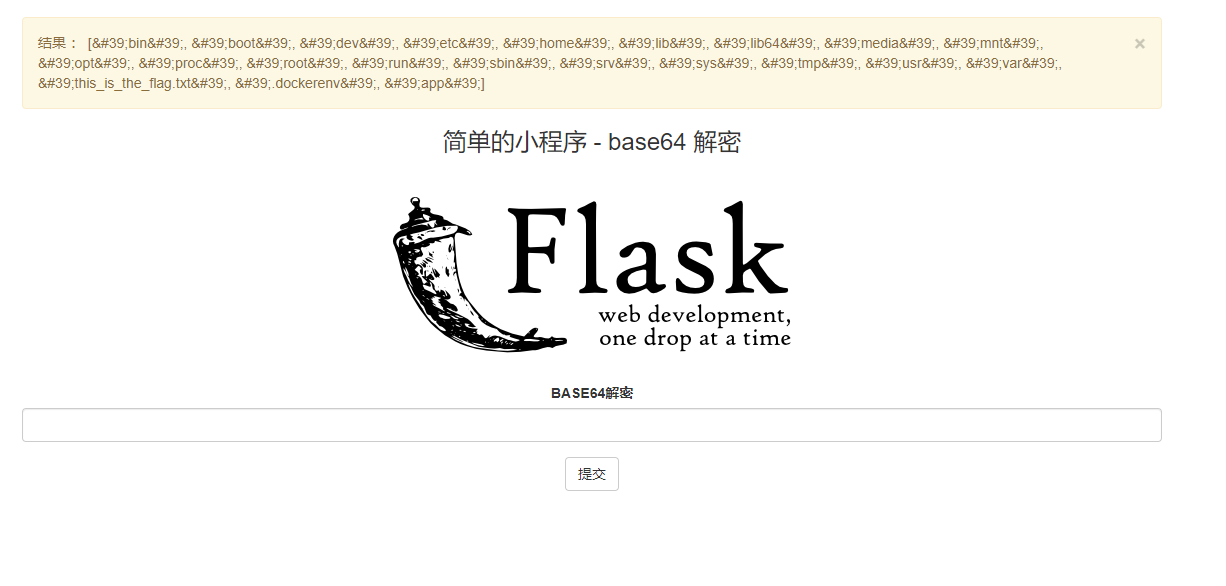 结果： [&#39;bin&#39;, &#39;boot&#39;, &#39;dev&#39;, &#39;etc&#39;, &#39;home&#39;, &#39;lib&#39;, &#39;lib64&#39;, &#39;media&#39;, &#39;mnt&#39;,
&#39;opt&#39;, &#39;proc&#39;, &#39;root&#39;, &#39;run&#39;, &#39;sbin&#39;, &#39;srv&#39;, &#39;sys&#39;, &#39;tmp&#39;, &#39;usr&#39;, &#39;var&#39;,
&#39;this_is_the_flag.txt&#39;, &#39;.dockerenv&#39;, &#39;app&#39;]
×
简单的小程序 - base64 解密
Flask
web development,
one drop at a time
BASE64解密
提交